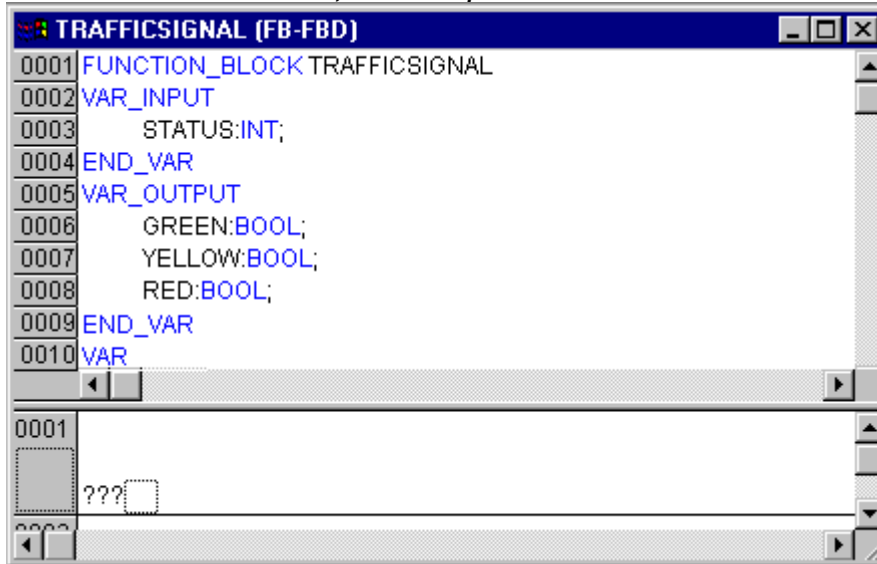 TRAFFICSIGNAL (FB-FBD)
0001 FUNCTION_BLOCK TRAFFICSIGNAL
0002 VAR_INPUT
0003 STATUS:INT;
0004 END_VAR
0005 VAR_OUTPUT
0006 GREEN:BOOL;
0007 YELLOW:BOOL;
0008 RED:BOOL;
0009 END_VAR
0010 VAR
0001
???